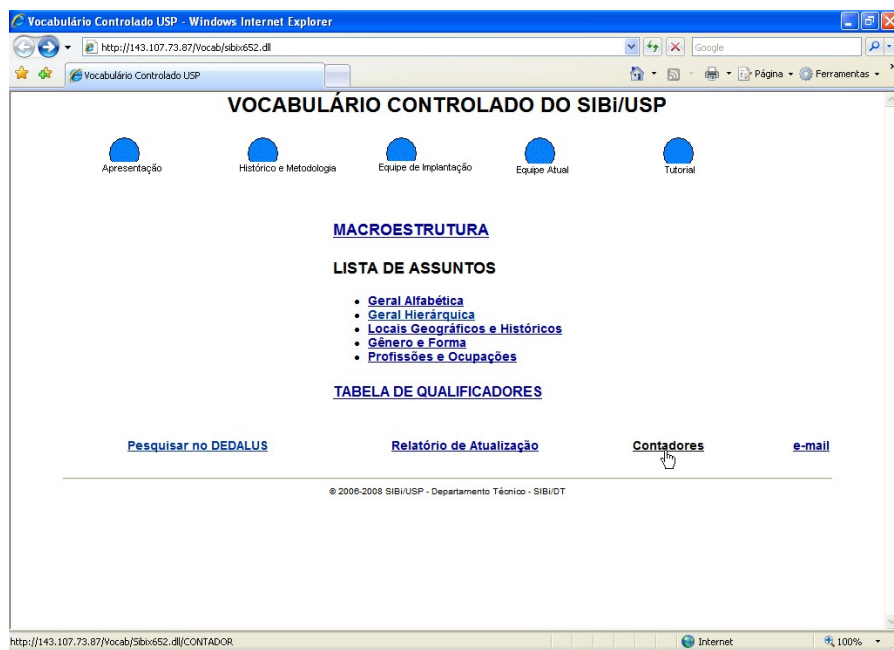 Vocabulário Controlado USP - Windows Internet Explorer
http://143.107.73.87/Vocab/sibix652.dll
Google
Vocabulário Controlado USP
Página
Ferramentas
VOCABULÁRIO CONTROLADO DO SIBi/USP
Apresentação
Histórico e Metodologia
Equipe de Implantação
Equipe Atual
Tutorial
MACROESTRUTURA
LISTA DE ASSUNTOS
Geral Alfabética
Geral Hierárquica
Locais Geográficos e Históricos
Gênero e Forma
Profissões e Ocupações
TABELA DE QUALIFICADORES
Pesquisar no DEDALUS Relatório de Atualização Contadores e-mail
© 2006-2008 SIBi/USP - Departamento Técnico - SIBi/DT
http://143.107.73.87/Vocab/Sibix652.dll/CONTADOR Internet 100%